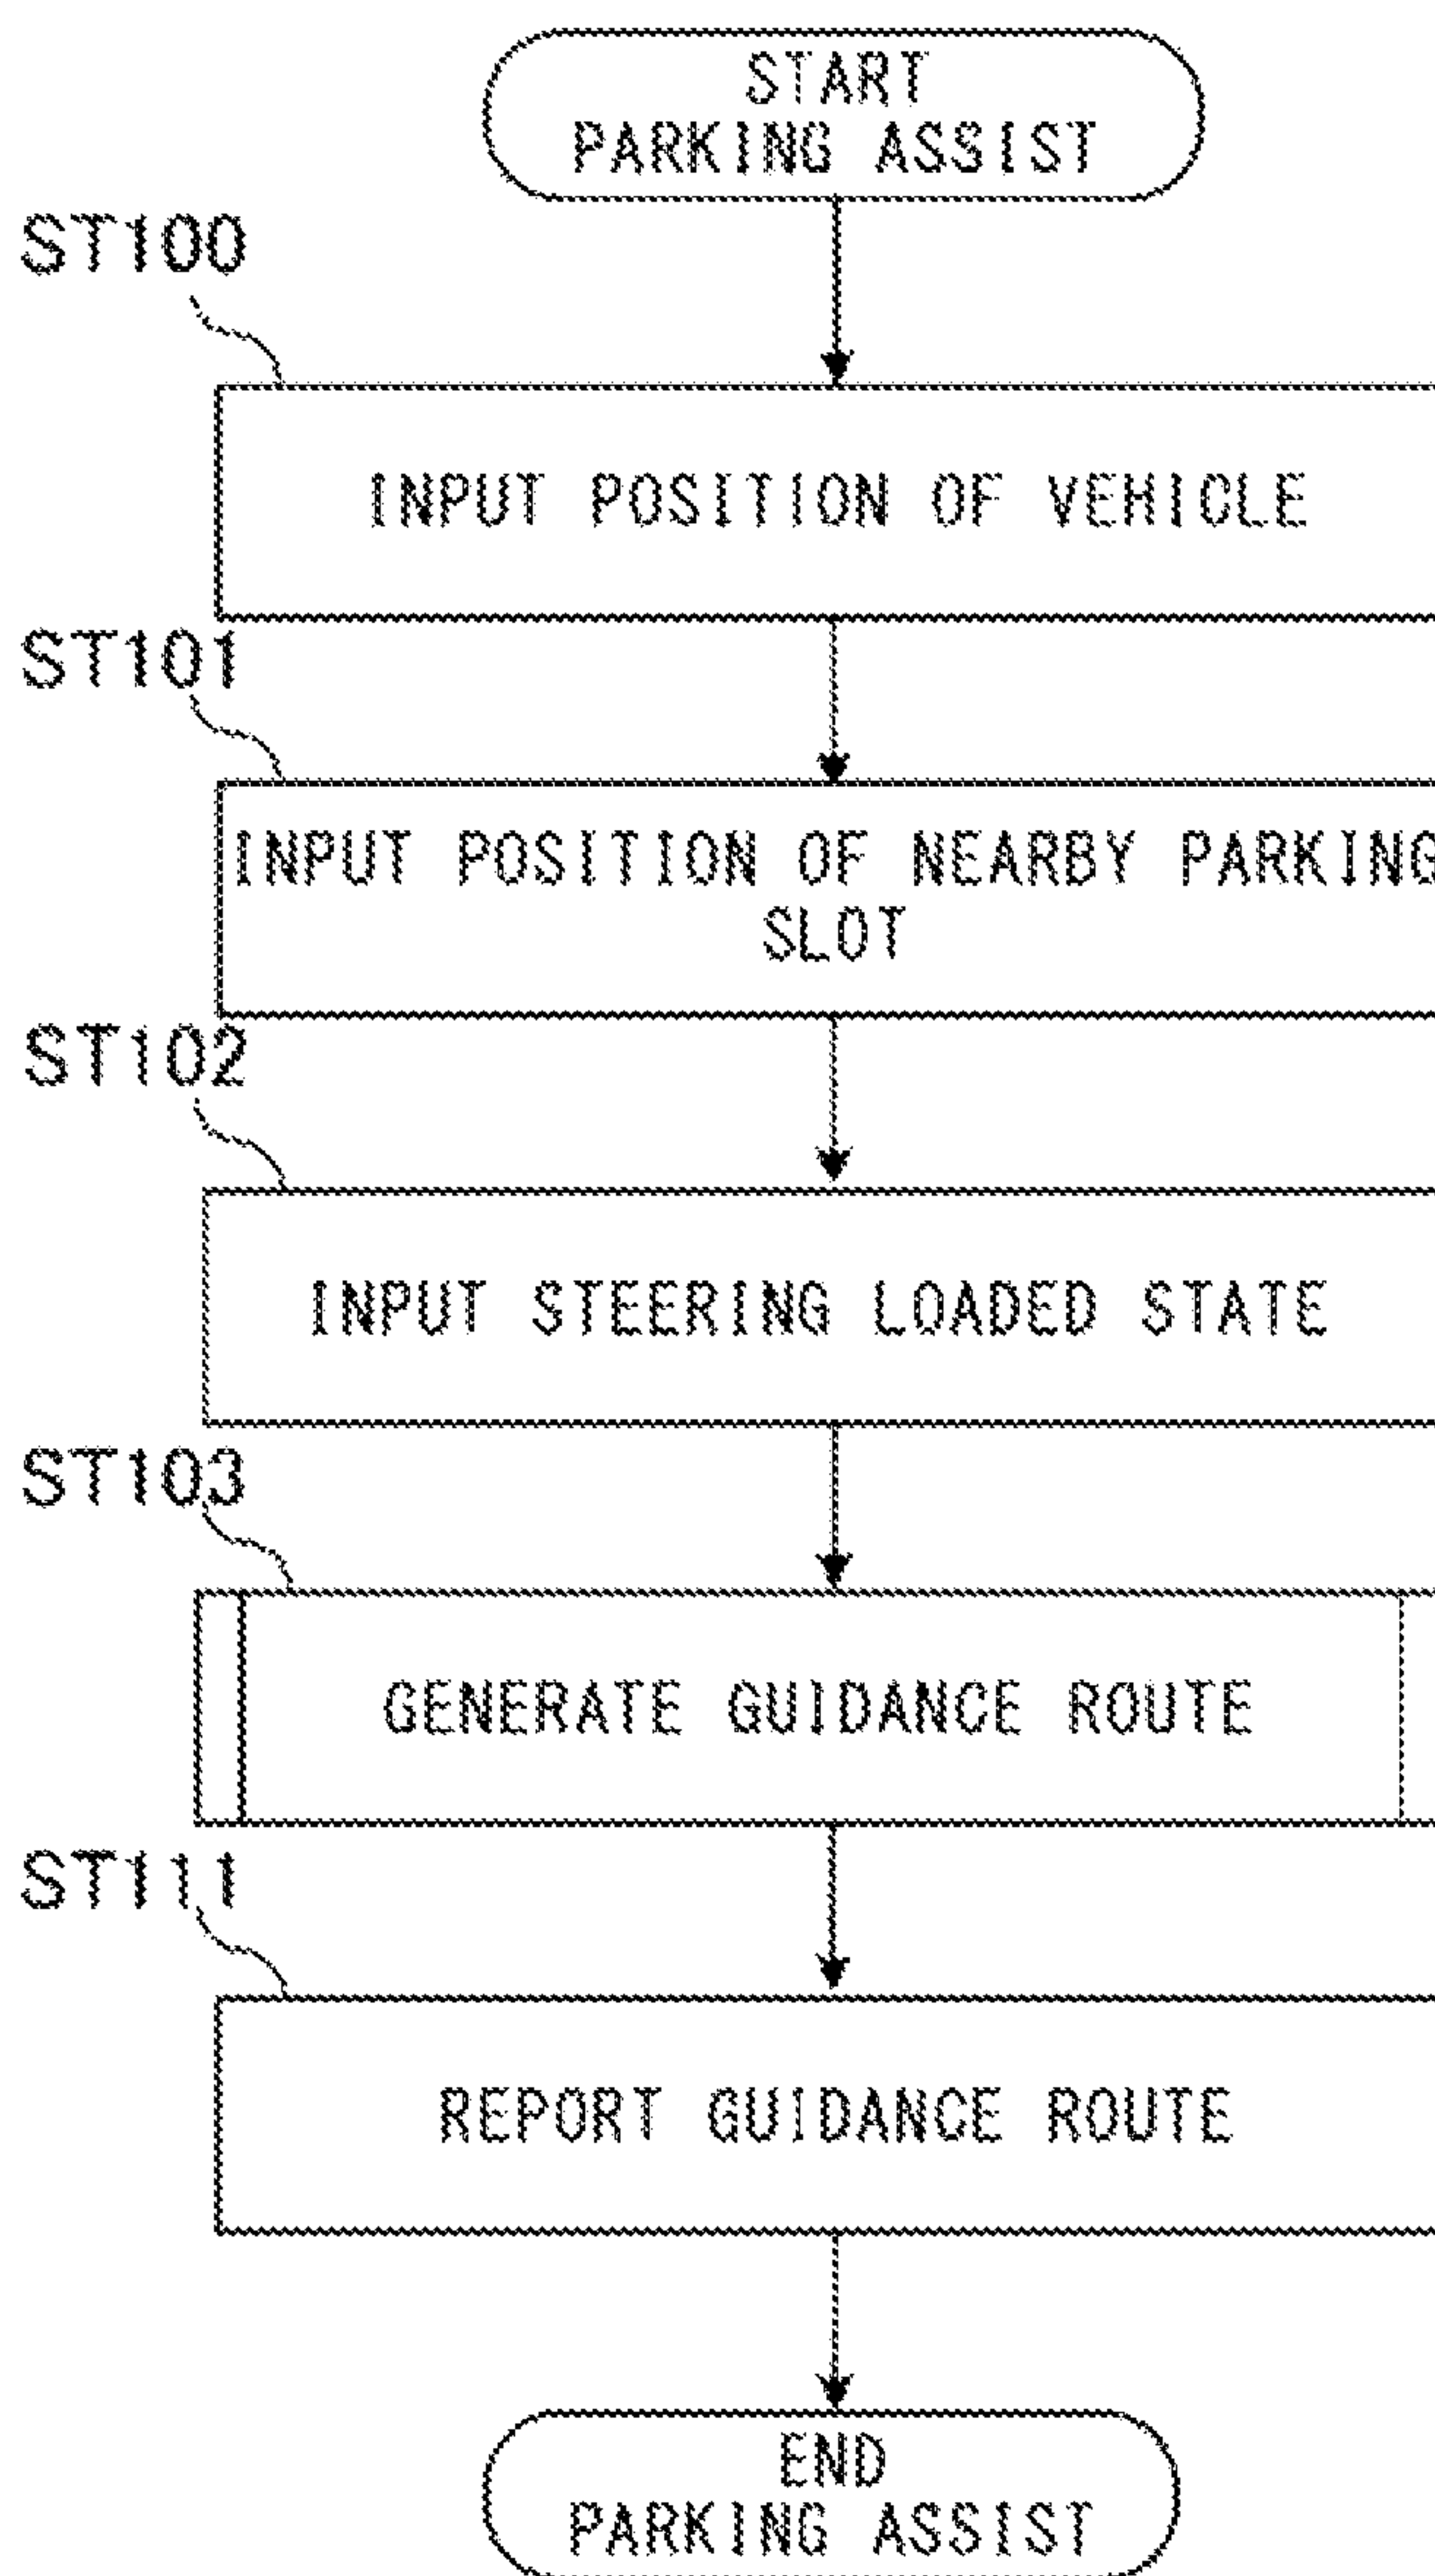 START
PARKING ASSIST
ST100
INPUT POSITION OF VEHICLE
ST101
INPUT POSITION OF NEARBY PARKING
SLOT
ST102
INPUT STEERING LOADED STATE
ST103
GENERATE GUIDANCE ROUTE
ST111
REPORT GUIDANCE ROUTE
END
PARKING ASSIST